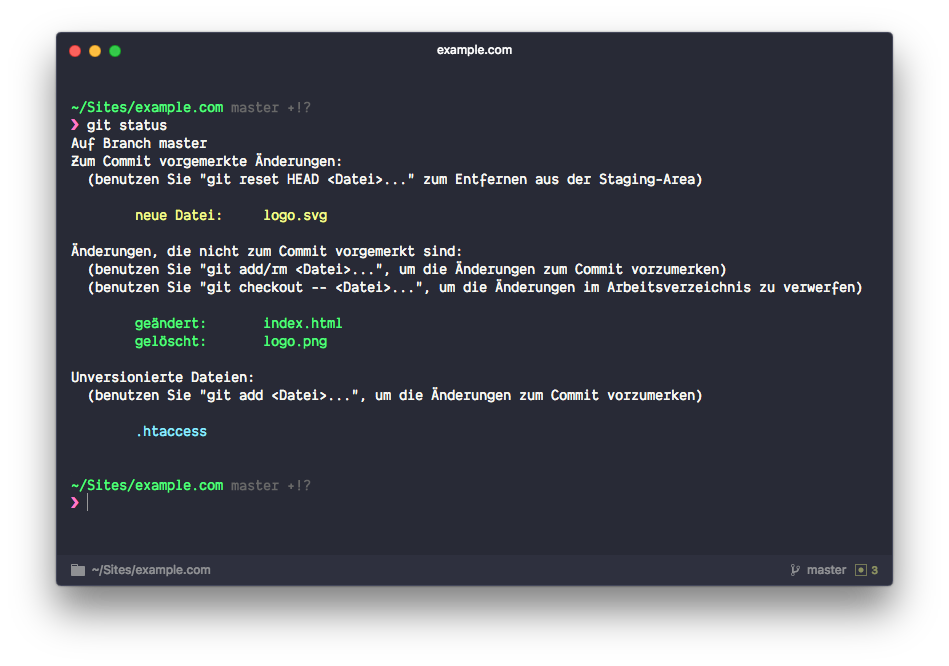 example.com
~/Sites/example.com master +!?
❯ git status
Auf Branch master
Zum Commit vorgemerkte Änderungen:
  (benutzen Sie "git reset HEAD <Datei>..." zum Entfernen aus der Staging-Area)
        neue Datei:     logo.svg
Änderungen, die nicht zum Commit vorgemerkt sind:
  (benutzen Sie "git add/rm <Datei>...", um die Änderungen zum Commit vorzumerken)
  (benutzen Sie "git checkout -- <Datei>...", um die Änderungen im Arbeitsverzeichnis zu verwerfen)
        geändert:       index.html
        gelöscht:       logo.png
Unversionierte Dateien:
  (benutzen Sie "git add <Datei>...", um die Änderungen zum Commit vorzumerken)
        .htaccess
~/Sites/example.com master +!?
❯
~/Sites/example.com master 3